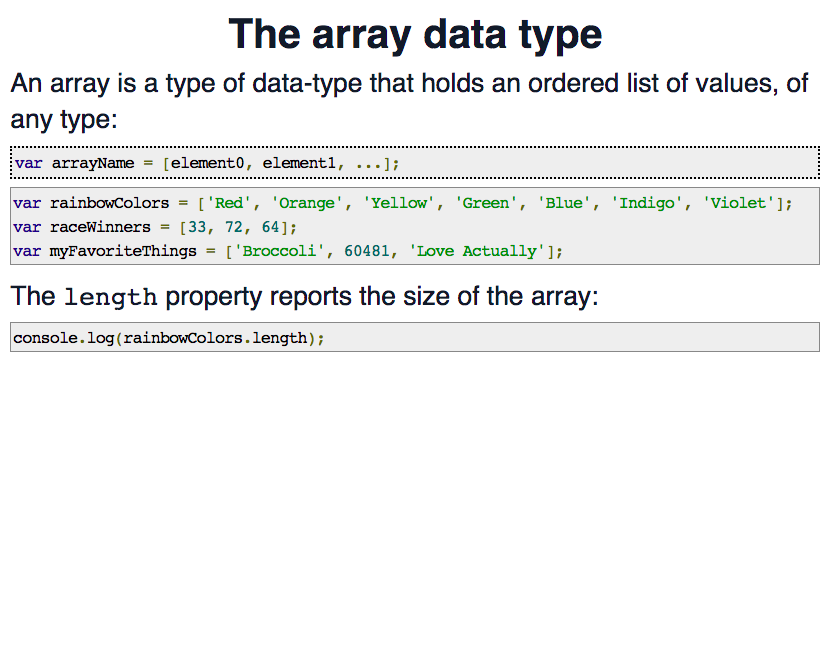 The array data type
An array is a type of data-type that holds an ordered list of values, of
any type:
var arrayName = [element0, element1, ...];
var rainbowColors = ['Red', 'Orange', 'Yellow', 'Green', 'Blue', 'Indigo', 'Violet'];
var raceWinners = [33, 72, 64];
var myFavoriteThings = ['Broccoli', 60481, 'Love Actually'];
The length property reports the size of the array:
console.log(rainbowColors.length);